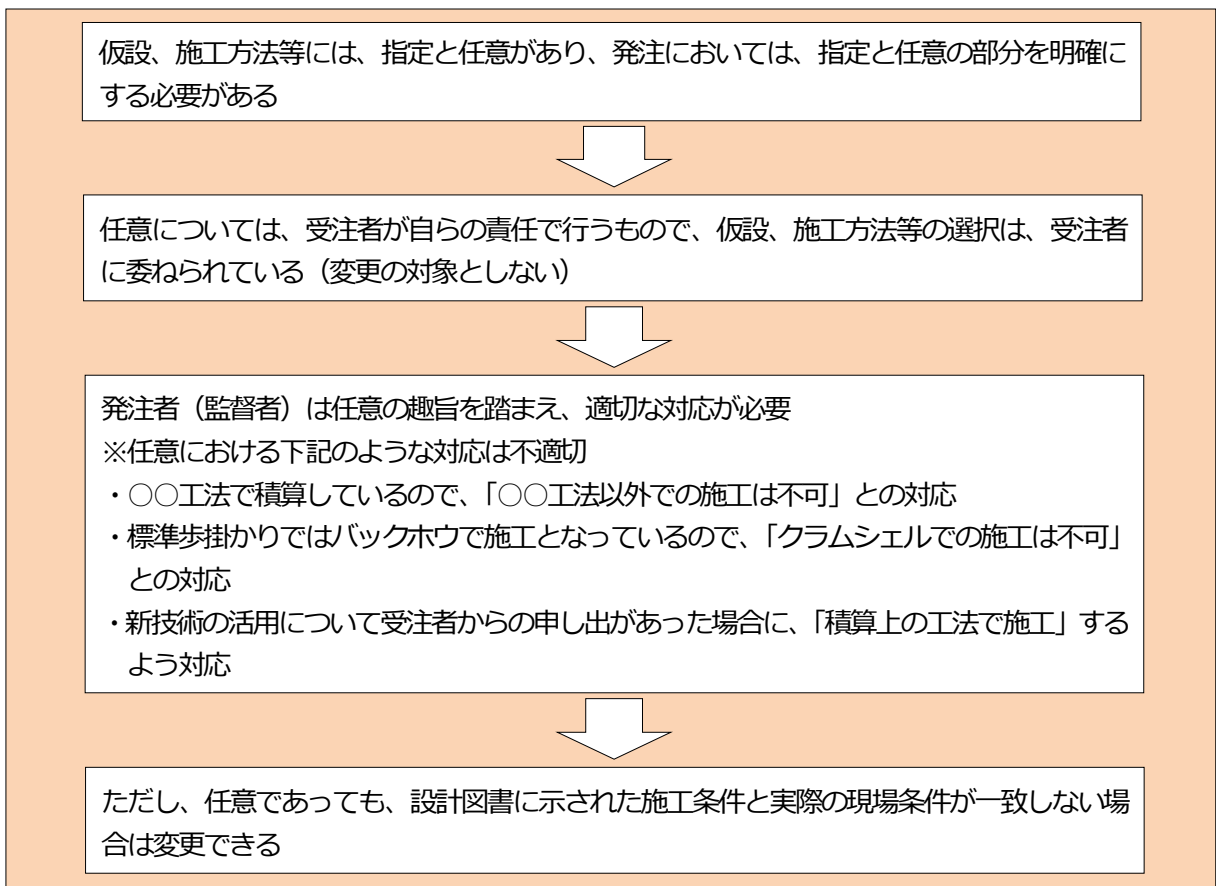 仮設、施工方法等には、指定と任意があり、発注においては、指定と任意の部分を明確に
する必要がある
任意については、受注者が自らの責任で行うもので、仮設、施工方法等の選択は、受注者
に委ねられている（変更の対象としない）
発注者（監督者）は任意の趣旨を踏まえ、適切な対応が必要
※任意における下記のような対応は不適切
・○○工法で積算しているので、「○○工法以外での施工は不可」との対応
・標準歩掛かりではバックホウで施工となっているので、「クラムシェルでの施工は不可」
との対応
・新技術の活用について受注者からの申し出があった場合に、「積算上の工法で施工」する
よう対応
ただし、任意であっても、設計図書に示された施工条件と実際の現場条件が一致しない場
合は変更できる